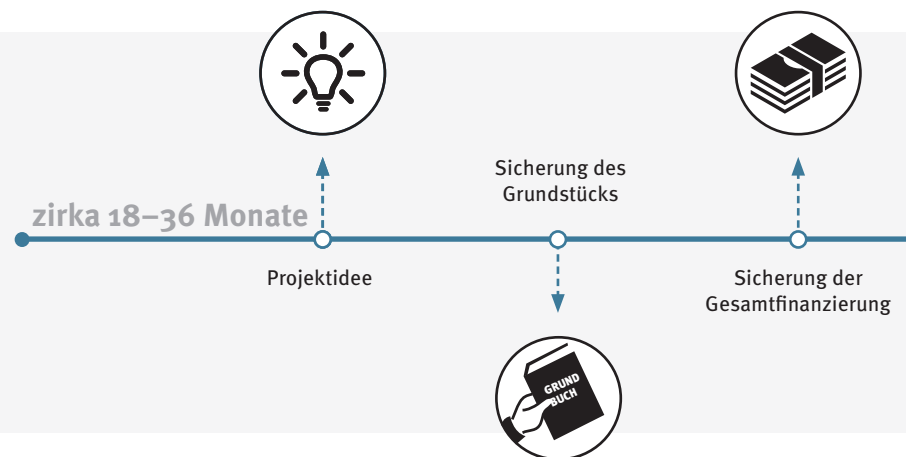 zirka 18–36 Monate
Projektidee
Sicherung des
Grundstücks
GRUND
BUCH
Sicherung der
Gesamtfinanzierung